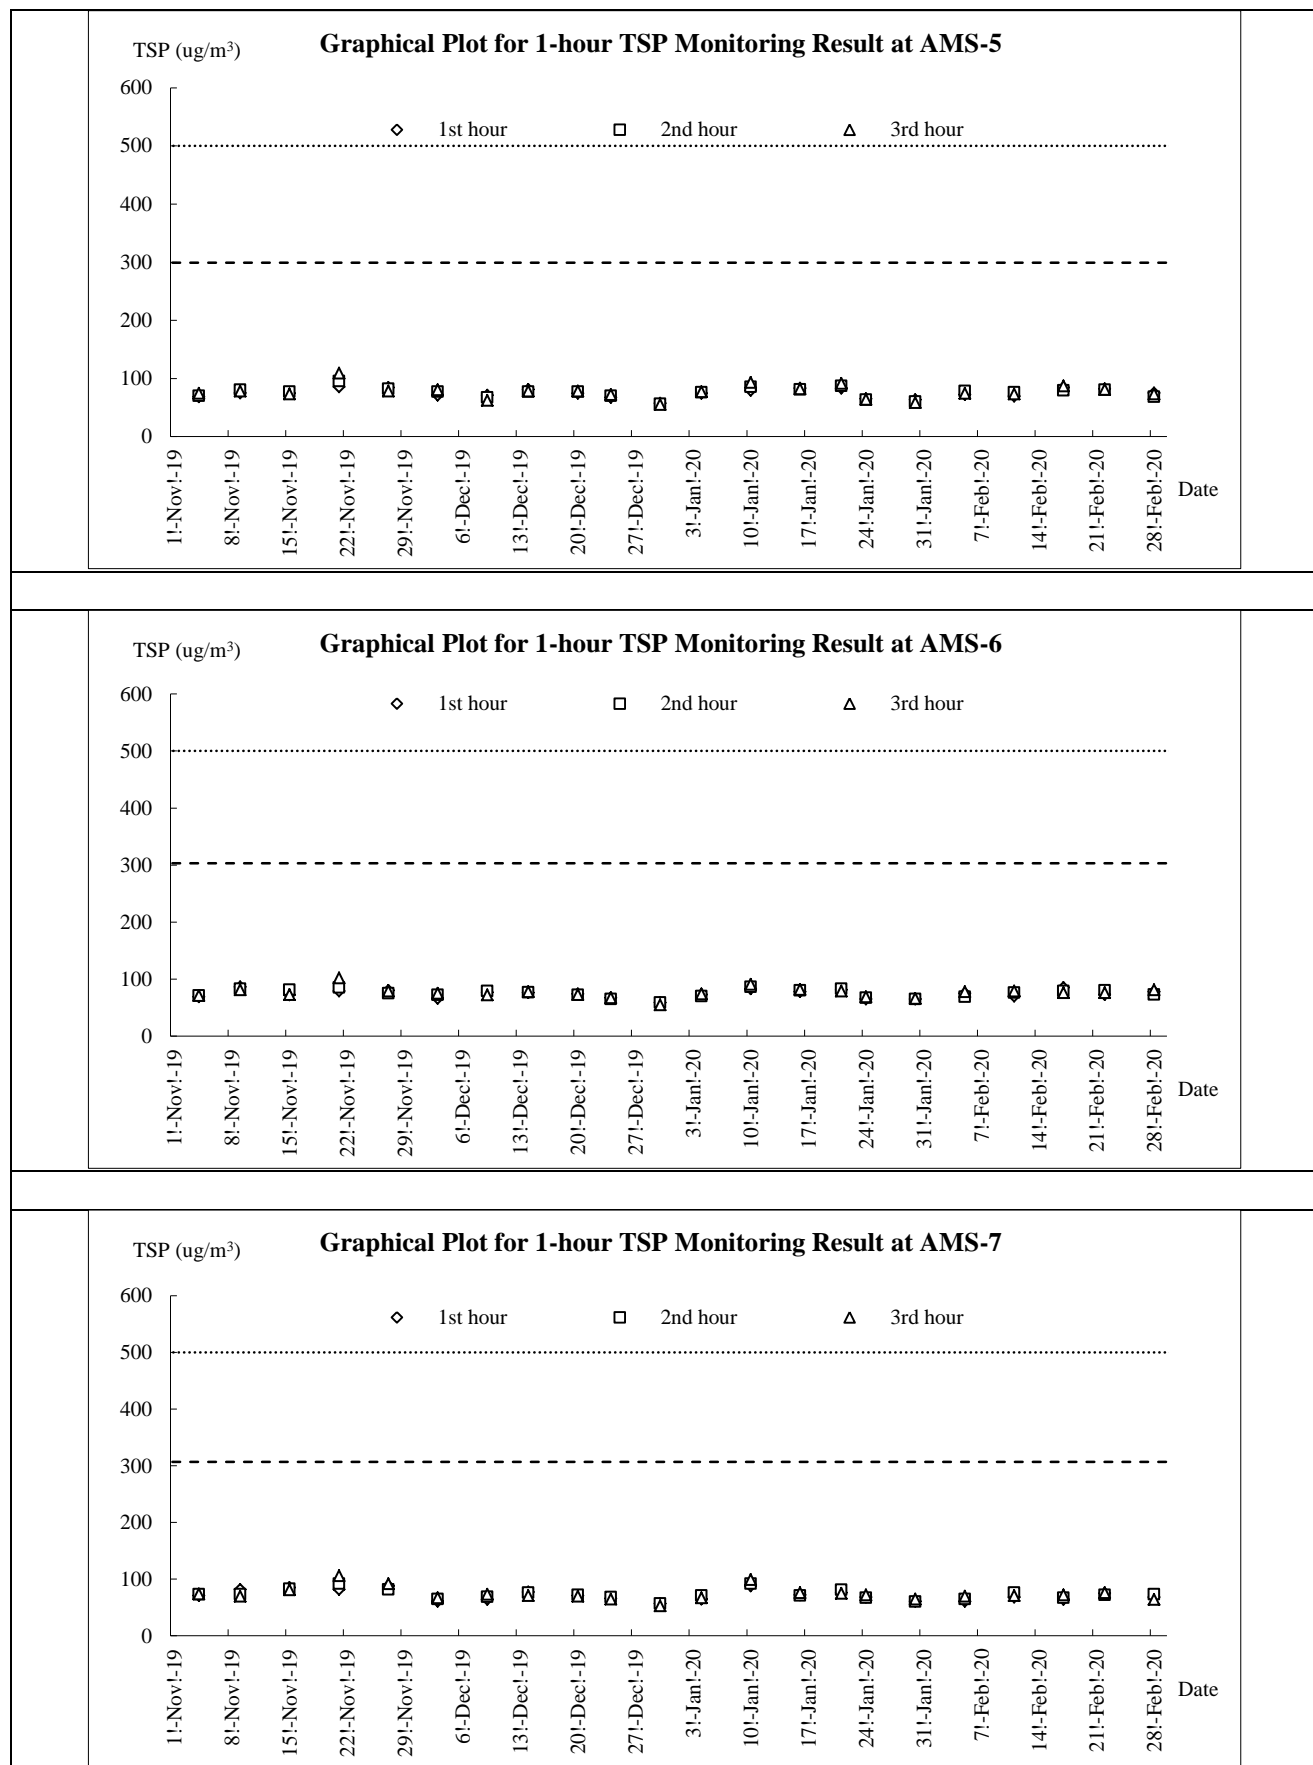 TSP (ug/m³) Graphical Plot for 1-hour TSP Monitoring Result at AMS-5
600
1st hour 2nd hour 3rd hour
500
400
300
200
100
0
1!-Nov!-19 8!-Nov!-19 15!-Nov!-19 22!-Nov!-19 29!-Nov!-19 6!-Dec!-19 13!-Dec!-19 20!-Dec!-19 27!-Dec!-19 3!-Jan!-20 10!-Jan!-20 17!-Jan!-20 24!-Jan!-20 31!-Jan!-20 7!-Feb!-20 14!-Feb!-20 21!-Feb!-20 28!-Feb!-20
Date
TSP (ug/m³) Graphical Plot for 1-hour TSP Monitoring Result at AMS-6
600
1st hour 2nd hour 3rd hour
500
400
300
200
100
0
1!-Nov!-19 8!-Nov!-19 15!-Nov!-19 22!-Nov!-19 29!-Nov!-19 6!-Dec!-19 13!-Dec!-19 20!-Dec!-19 27!-Dec!-19 3!-Jan!-20 10!-Jan!-20 17!-Jan!-20 24!-Jan!-20 31!-Jan!-20 7!-Feb!-20 14!-Feb!-20 21!-Feb!-20 28!-Feb!-20
Date
TSP (ug/m³) Graphical Plot for 1-hour TSP Monitoring Result at AMS-7
600
1st hour 2nd hour 3rd hour
500
400
300
200
100
0
1!-Nov!-19 8!-Nov!-19 15!-Nov!-19 22!-Nov!-19 29!-Nov!-19 6!-Dec!-19 13!-Dec!-19 20!-Dec!-19 27!-Dec!-19 3!-Jan!-20 10!-Jan!-20 17!-Jan!-20 24!-Jan!-20 31!-Jan!-20 7!-Feb!-20 14!-Feb!-20 21!-Feb!-20 28!-Feb!-20
Date